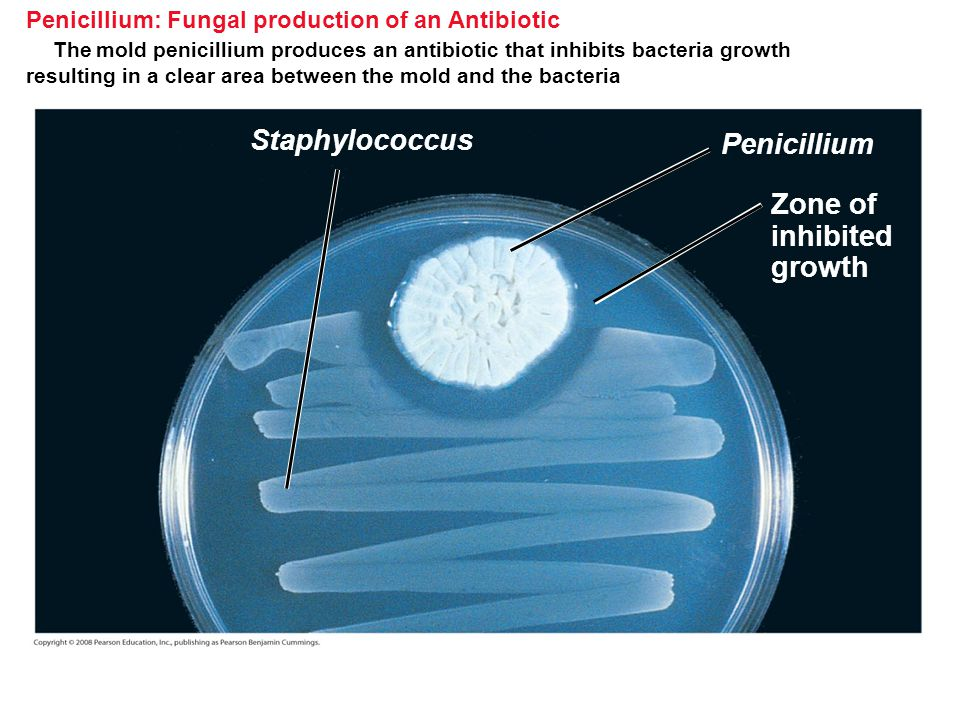 Penicillium: Fungal production of an Antibiotic
The mold penicillium produces an antibiotic that inhibits bacteria growth
resulting in a clear area between the mold and the bacteria
Staphylococcus
Penicillium
Zone of
inhibited
growth
Copyright © 2008 Pearson Education, Inc., publishing as Pearson Benjamin Cummings.